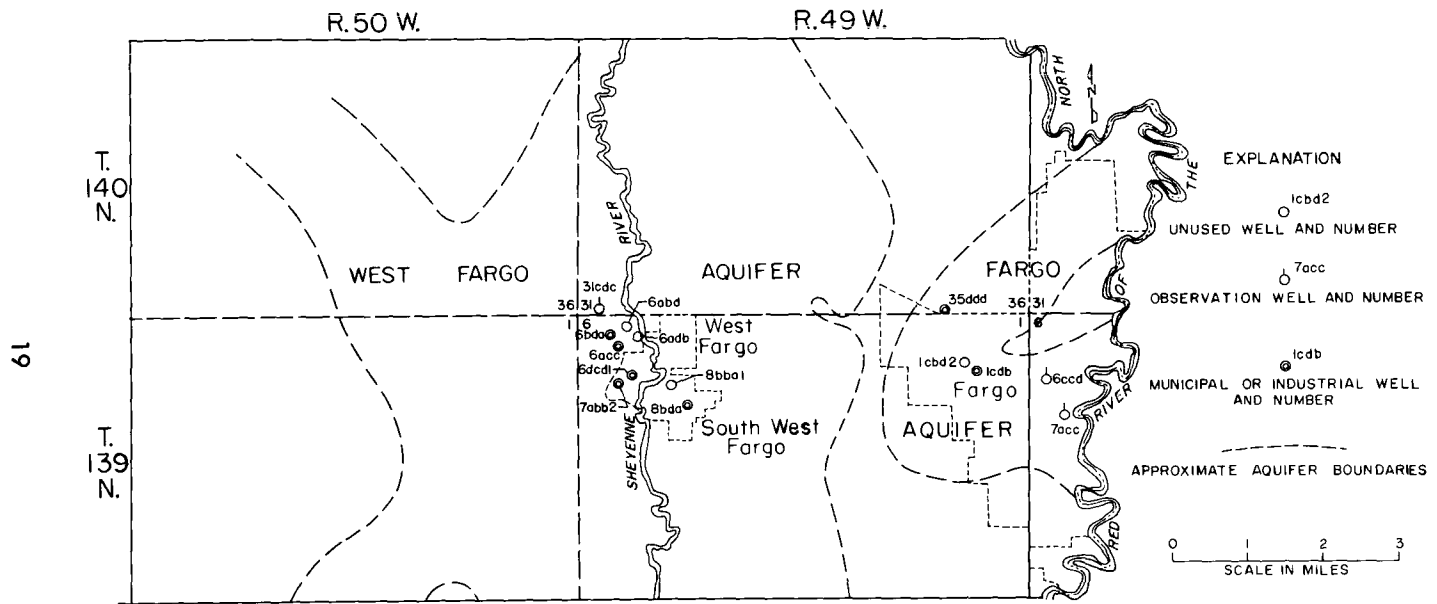 R. 50 W.
R. 49 W.
T.
140
N.
T.
139
N.
19
NORTH
N
THE
OF
RIVER
RED
RIVER
SHEYENNE
WEST FARGO AQUIFER
FARGO
AQUIFER
31cdc
36 31
1 6
6abd
6bda
6adb
6acc
6dcd1
7abb2
8bba1
8bda
West
Fargo
South West
Fargo
35ddd
36 31
1
1cbd2
1cdb
Fargo
6ccd
7acc
EXPLANATION
1cbd2
UNUSED WELL AND NUMBER
7acc
OBSERVATION WELL AND NUMBER
1cdb
MUNICIPAL OR INDUSTRIAL WELL
AND NUMBER
APPROXIMATE AQUIFER BOUNDARIES
0 1 2 3
SCALE IN MILES